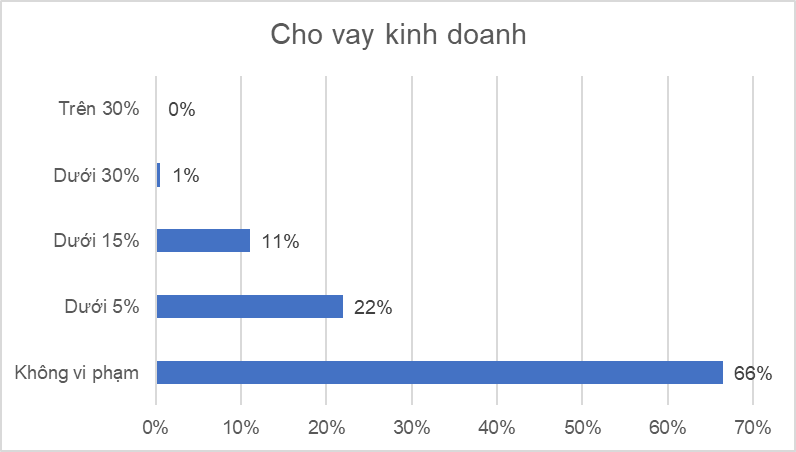 Cho vay kinh doanh
Trên 30% 0%
Dưới 30% 1%
Dưới 15% 11%
Dưới 5% 22%
Không vi phạm 66%
0% 10% 20% 30% 40% 50% 60% 70%